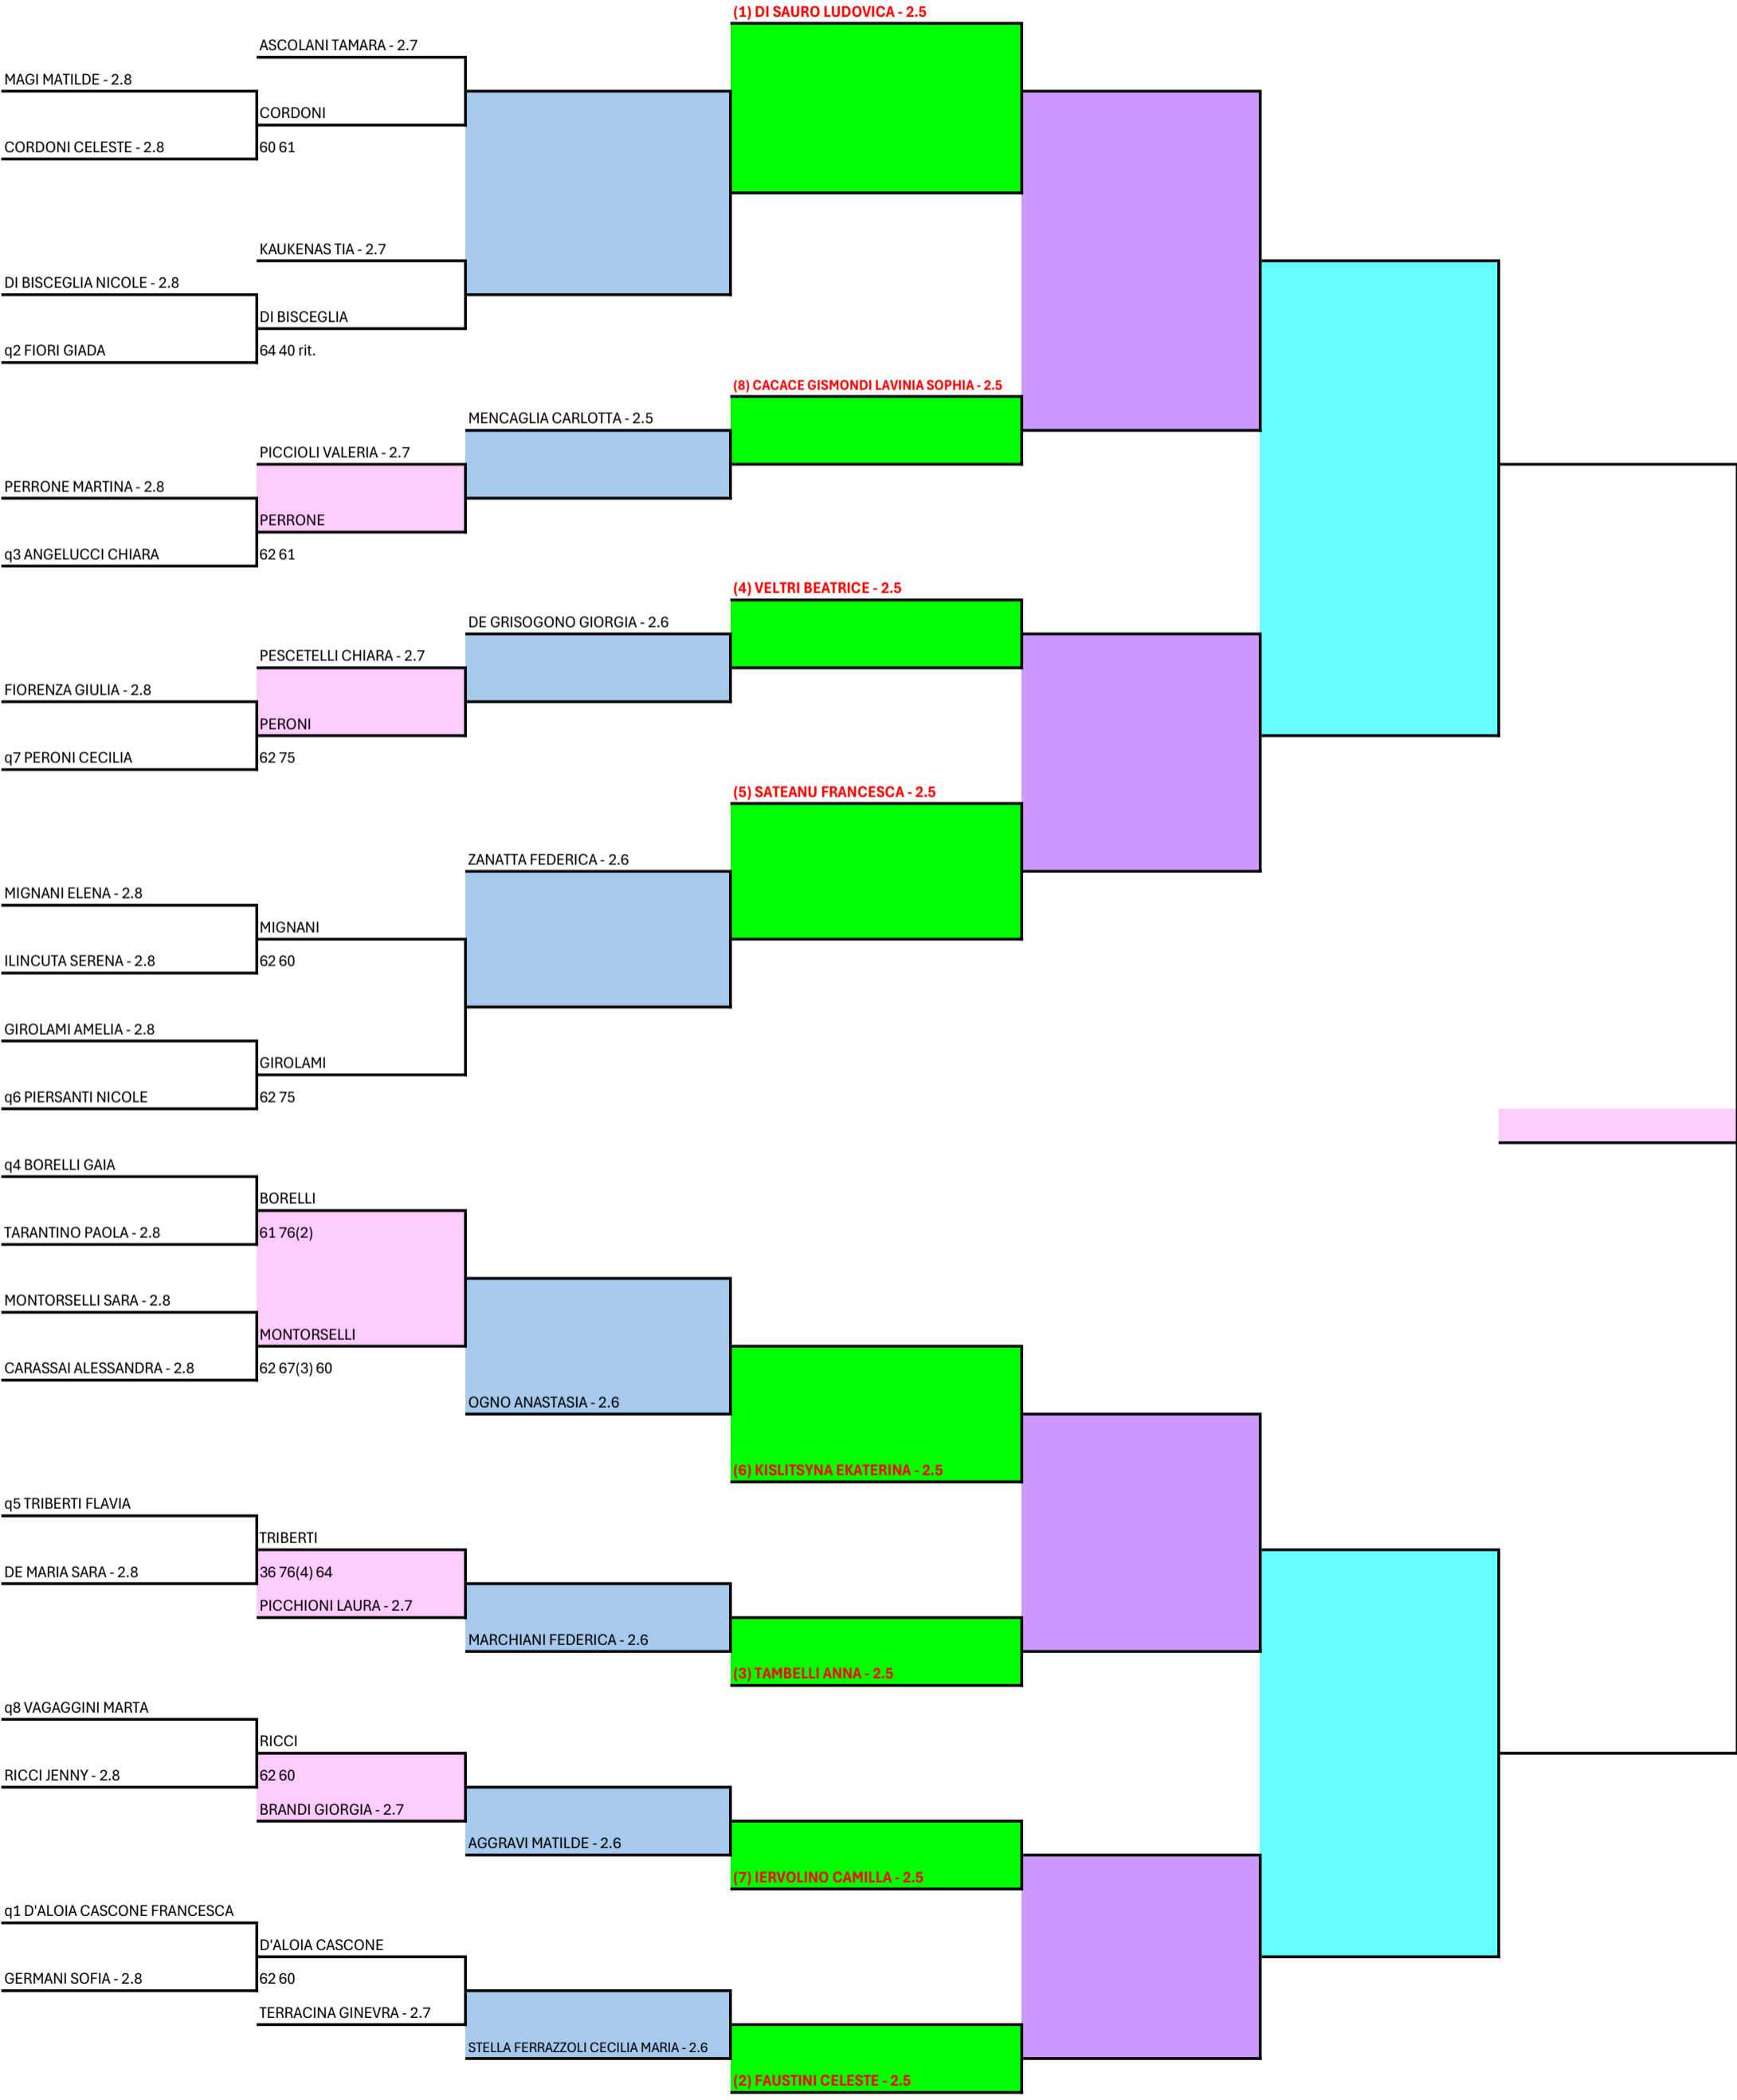 (1) DI SAURO LUDOVICA - 2.5
ASCOLANI TAMARA - 2.7
MAGI MATILDE - 2.8
CORDONI
CORDONI CELESTE - 2.8
60 61
KAUKENAS TIA - 2.7
DI BISCEGLIA NICOLE - 2.8
DI BISCEGLIA
q2 FIORI GIADA
64 40 rit.
(8) CACACE GISMONDI LAVINIA SOPHIA - 2.5
MENCAGLIA CARLOTTA - 2.5
PICCIOLI VALERIA - 2.7
PERRONE MARTINA - 2.8
PERRONE
q3 ANGELUCCI CHIARA
62 61
(4) VELTRI BEATRICE - 2.5
DE GRISOGONO GIORGIA - 2.6
PESCETELLI CHIARA - 2.7
FIORENZA GIULIA - 2.8
PERONI
q7 PERONI CECILIA
62 75
(5) SATEANU FRANCESCA - 2.5
ZANATTA FEDERICA - 2.6
MIGNANI ELENA - 2.8
MIGNANI
ILINCUTA SERENA - 2.8
62 60
GIROLAMI AMELIA - 2.8
GIROLAMI
q6 PIERSANTI NICOLE
62 75
q4 BORELLI GAIA
BORELLI
TARANTINO PAOLA - 2.8
61 76(2)
MONTORSELLI SARA - 2.8
MONTORSELLI
CARASSAI ALESSANDRA - 2.8
62 67(3) 60
OGNO ANASTASIA - 2.6
(6) KISLITSYNA EKATERINA - 2.5
q5 TRIBERTI FLAVIA
TRIBERTI
DE MARIA SARA - 2.8
36 76(4) 64
PICCHIONI LAURA - 2.7
MARCHIANI FEDERICA - 2.6
(3) TAMBELLI ANNA - 2.5
q8 VAGAGGINI MARTA
RICCI
RICCI JENNY - 2.8
62 60
BRANDI GIORGIA - 2.7
AGGRAVI MATILDE - 2.6
(7) IERVOLINO CAMILLA - 2.5
q1 D'ALOIA CASCONE FRANCESCA
D'ALOIA CASCONE
GERMANI SOFIA - 2.8
62 60
TERRACINA GINEVRA - 2.7
STELLA FERRAZZOLI CECILIA MARIA - 2.6
(2) FAUSTINI CELESTE - 2.5